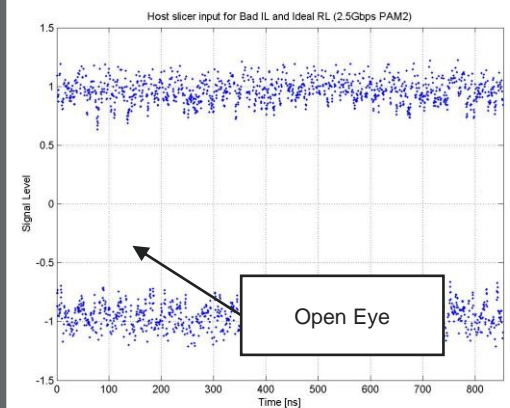 Host slicer input for Bad IL and Ideal RL (2.5Gbps PAM2)
1.5
1
0.5
0
-0.5
-1
-1.5
Signal Level
Open Eye
0 100 200 300 400 500 600 700 800
Time [ns]